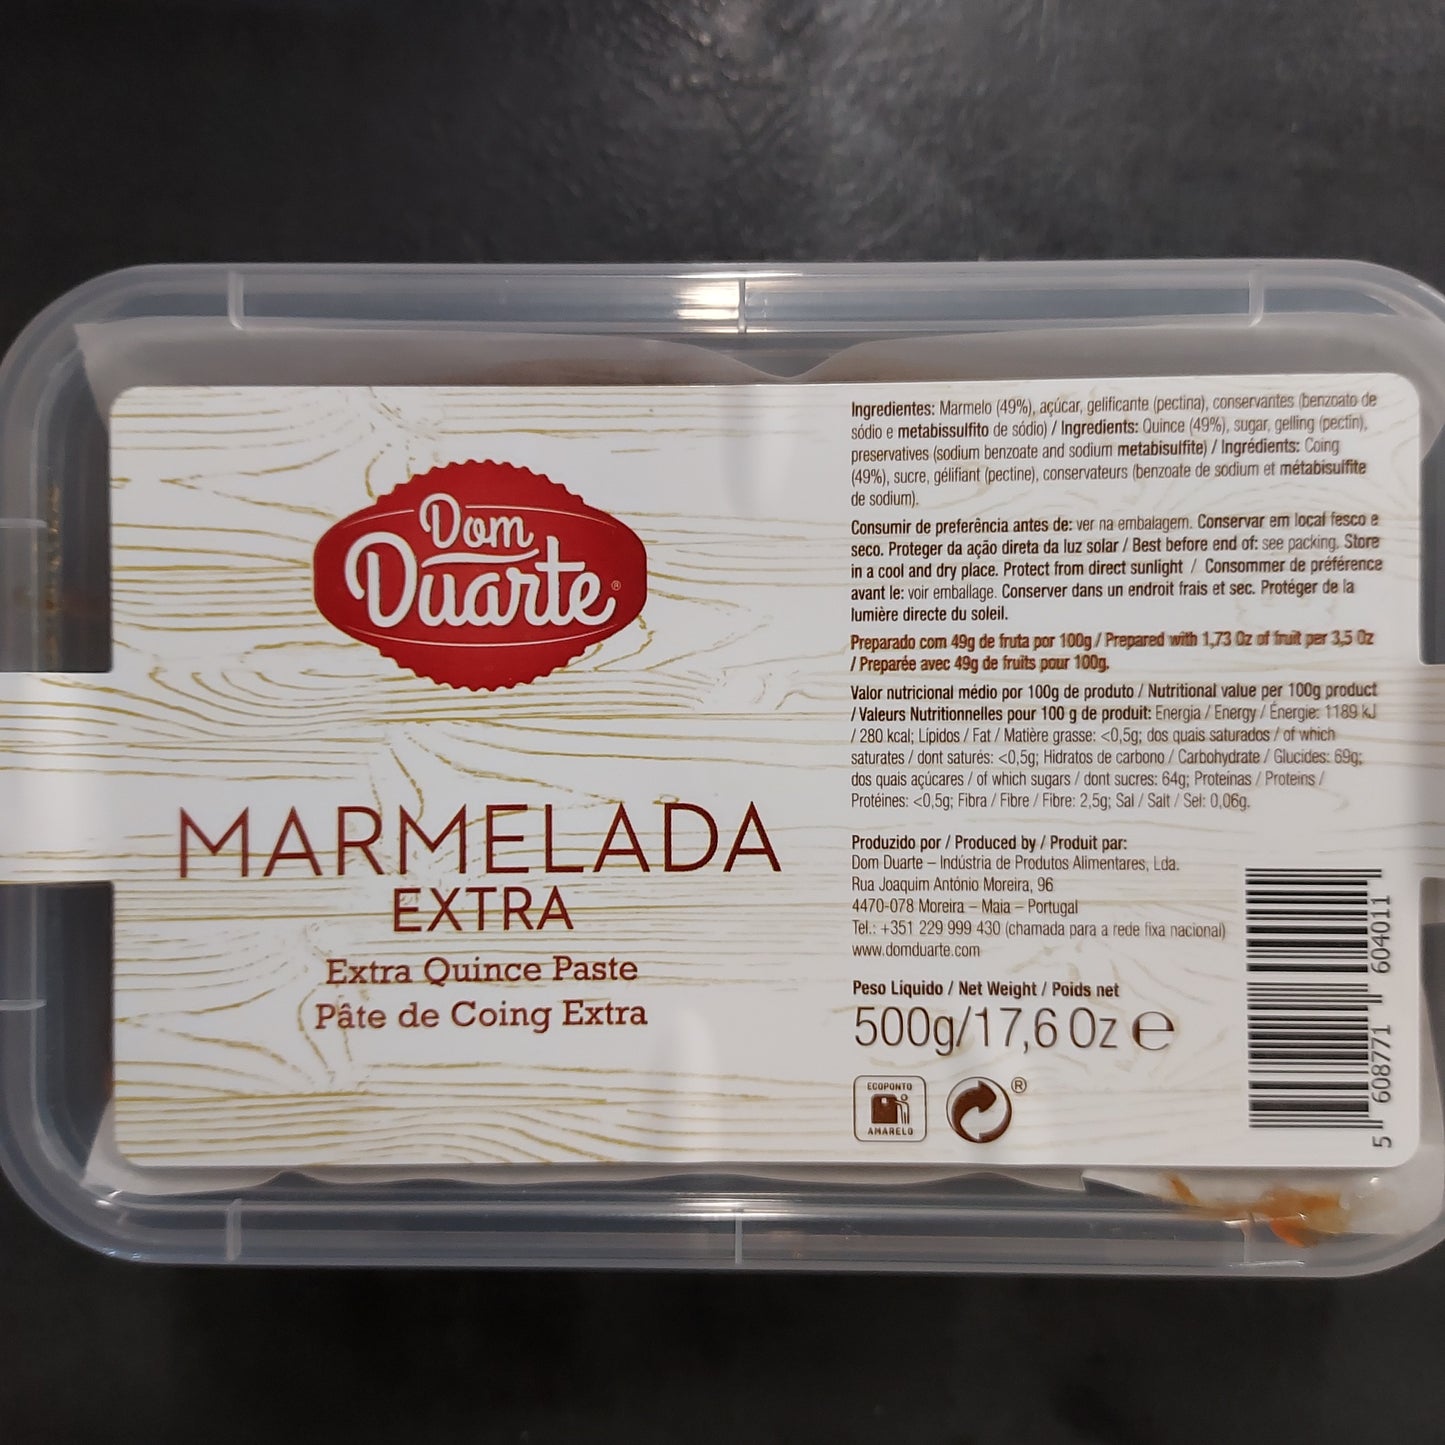 Dom
Duarte®
MARMELADA
EXTRA
Extra Quince Paste
Pâte de Coing Extra
Ingredientes: Marmelo (49%), açúcar, gelificante (pectina), conservantes (benzoato de
sódio e metabissulfito de sódio) / Ingredients: Quince (49%), sugar, gelling (pectin),
preservatives (sodium benzoate and sodium metabisulfite) / Ingrédients: Coing
(49%), sucre, gélifiant (pectine), conservateurs (benzoate de sodium et métabisulfite
de sodium).
Consumir de preferência antes de: ver na embalagem. Conservar em local fesco e
seco. Proteger da ação direta da luz solar / Best before end of: see packing. Store
in a cool and dry place. Protect from direct sunlight / Consommer de préférence
avant le: voir emballage. Conserver dans un endroit frais et sec. Protéger de la
lumière directe du soleil.
Preparado com 49g de fruta por 100g / Prepared with 1,73 Oz of fruit per 3,5 Oz
/ Preparée avec 49g de fruits pour 100g.
Valor nutricional médio por 100g de produto / Nutritional value per 100g product
/ Valeurs Nutritionnelles pour 100 g de produit: Energia / Energy / Énergie: 1189 kJ
/ 280 kcal; Lípidos / Fat / Matière grasse: <0,5g; dos quais saturados / of which
saturates / dont saturés: <0,5g; Hidratos de carbono / Carbohydrate / Glucides: 69g;
dos quais açúcares / of which sugars / dont sucres: 64g; Proteínas / Proteins /
Protéines: <0,5g; Fibra / Fibre / Fibre: 2,5g; Sal / Salt / Sel: 0,06g.
Produzido por / Produced by / Produit par:
Dom Duarte – Indústria de Produtos Alimentares, Lda.
Rua Joaquim António Moreira, 96
4470-078 Moreira – Maia – Portugal
Tel.: +351 229 999 430 (chamada para a rede fixa nacional)
www.domduarte.com
Peso Liquido / Net Weight / Poids net
500g/17,6 Oz e
ECOPONTO
AMARELO
®
5 608771 604011